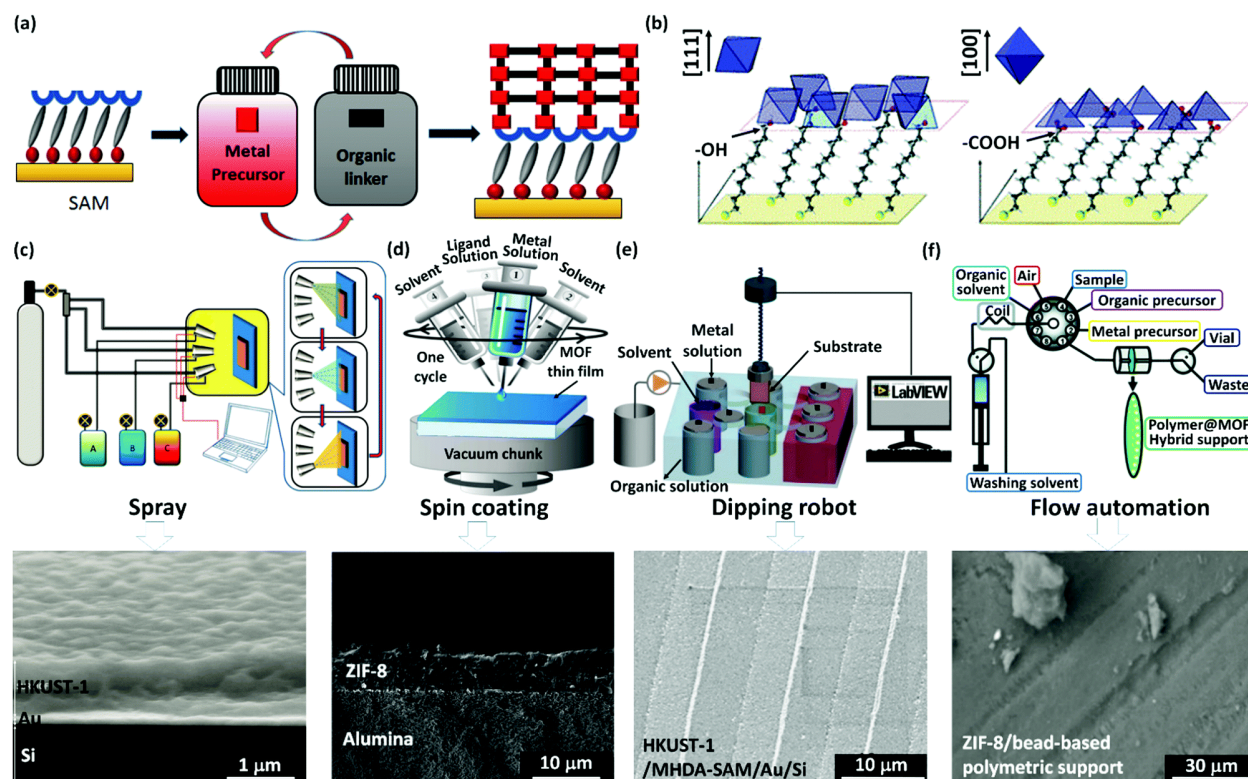 (a)
SAM
Metal
Precursor
Organic
linker
(b)
[111]
-OH
[100]
-COOH
(c)
A
B
C
Spray
(d)
Solvent
Ligand
Solution
Metal
Solution
Solvent
4
3
1
2
One
cycle
MOF
thin film
Vacuum chunk
Spin coating
(e)
Metal
solution
Solvent
Substrate
LabVIEW
Organic solution
Dipping robot
(f)
Organic
solvent
Air
Sample
Organic precursor
Metal precursor
Coil
Vial
Waste
Polymer@MOF
Hybrid support
Washing solvent
Flow automation
HKUST-1
Au
Si
1 μm
ZIF-8
Alumina
10 μm
HKUST-1
/MHDA-SAM/Au/Si
10 μm
ZIF-8/bead-based
polymetric support
30 μm